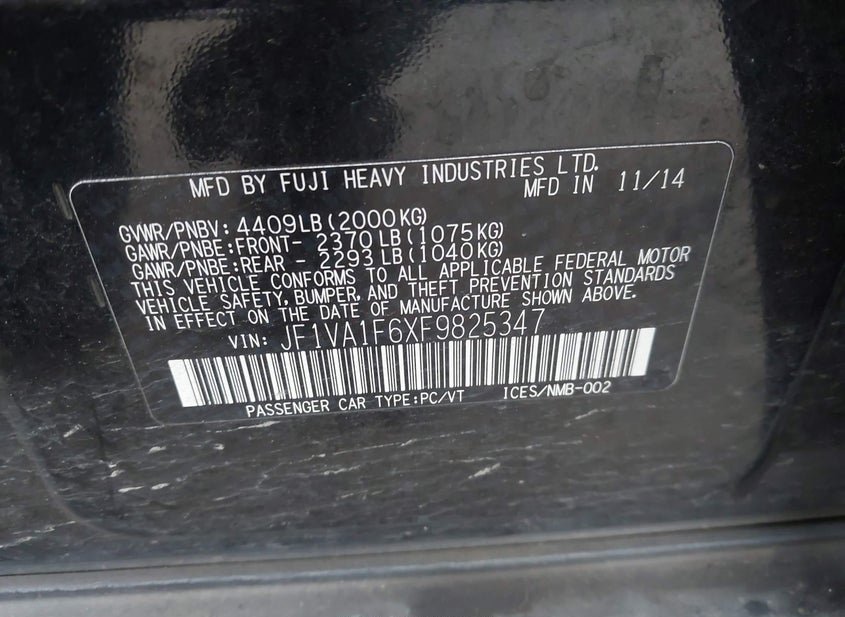 MFD BY FUJI HEAVY INDUSTRIES LTD.
MFD IN 11/14
GVWR/PNBV: 4409LB(2000KG)
GAWR/PNBE:FRONT- 2370LB(1075KG)
GAWR/PNBE:REAR - 2293LB(1040KG)
THIS VEHICLE CONFORMS TO ALL APPLICABLE FEDERAL MOTOR
VEHICLE SAFETY, BUMPER, AND THEFT PREVENTION STANDARDS
IN EFFECT ON THE DATE OF MANUFACTURE SHOWN ABOVE.
VIN: JF1VA1F6XF9825347
PASSENGER CAR TYPE:PC/VT ICES/NMB-002